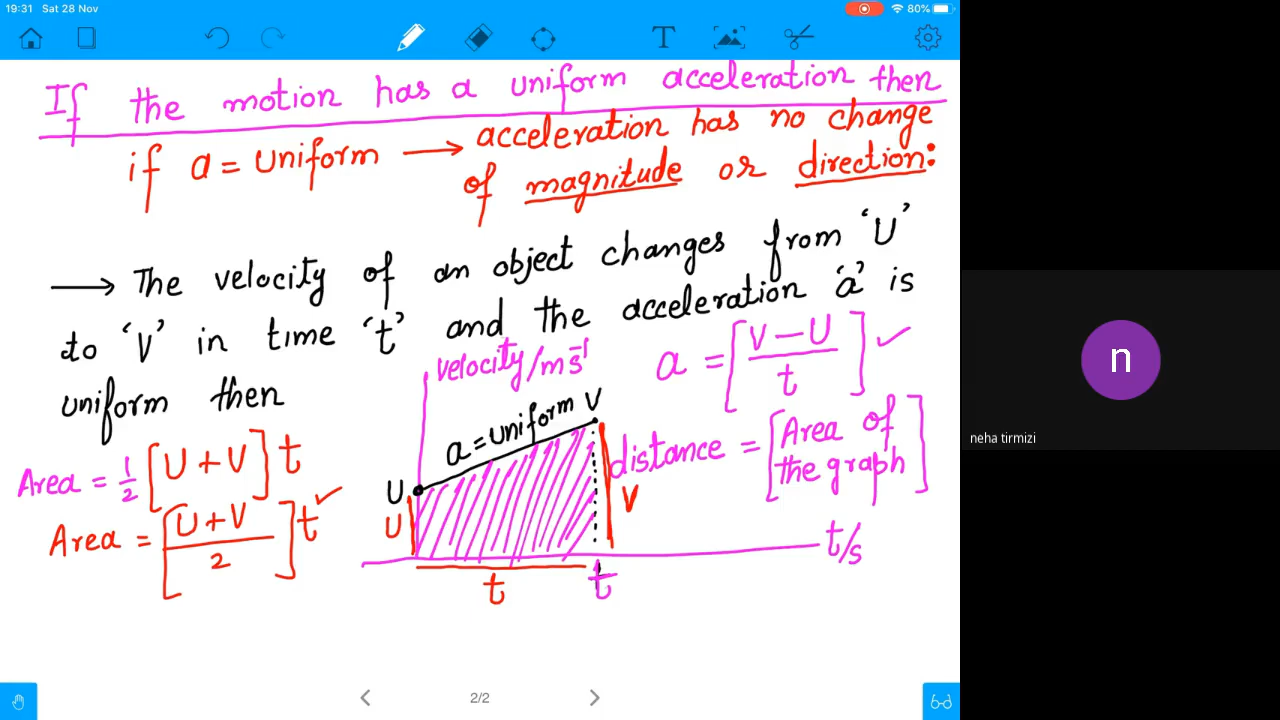 19:31 Sat 28 Nov
80%
T
If the motion has a uniform acceleration then
if a = uniform → acceleration has no change
of magnitude or direction:
→ The velocity of an object changes from 'U'
to 'V' in time 't' and the acceleration 'a' is
uniform then
velocity/ms⁻¹
a = [V – U / t] ✓
a = uniform V
distance = [Area of
the graph]
Area = 1/2 [U + V] t
Area = [U + V / 2] t ✓
U
U
V
t/s
t
t
n
neha tirmizi
2/2